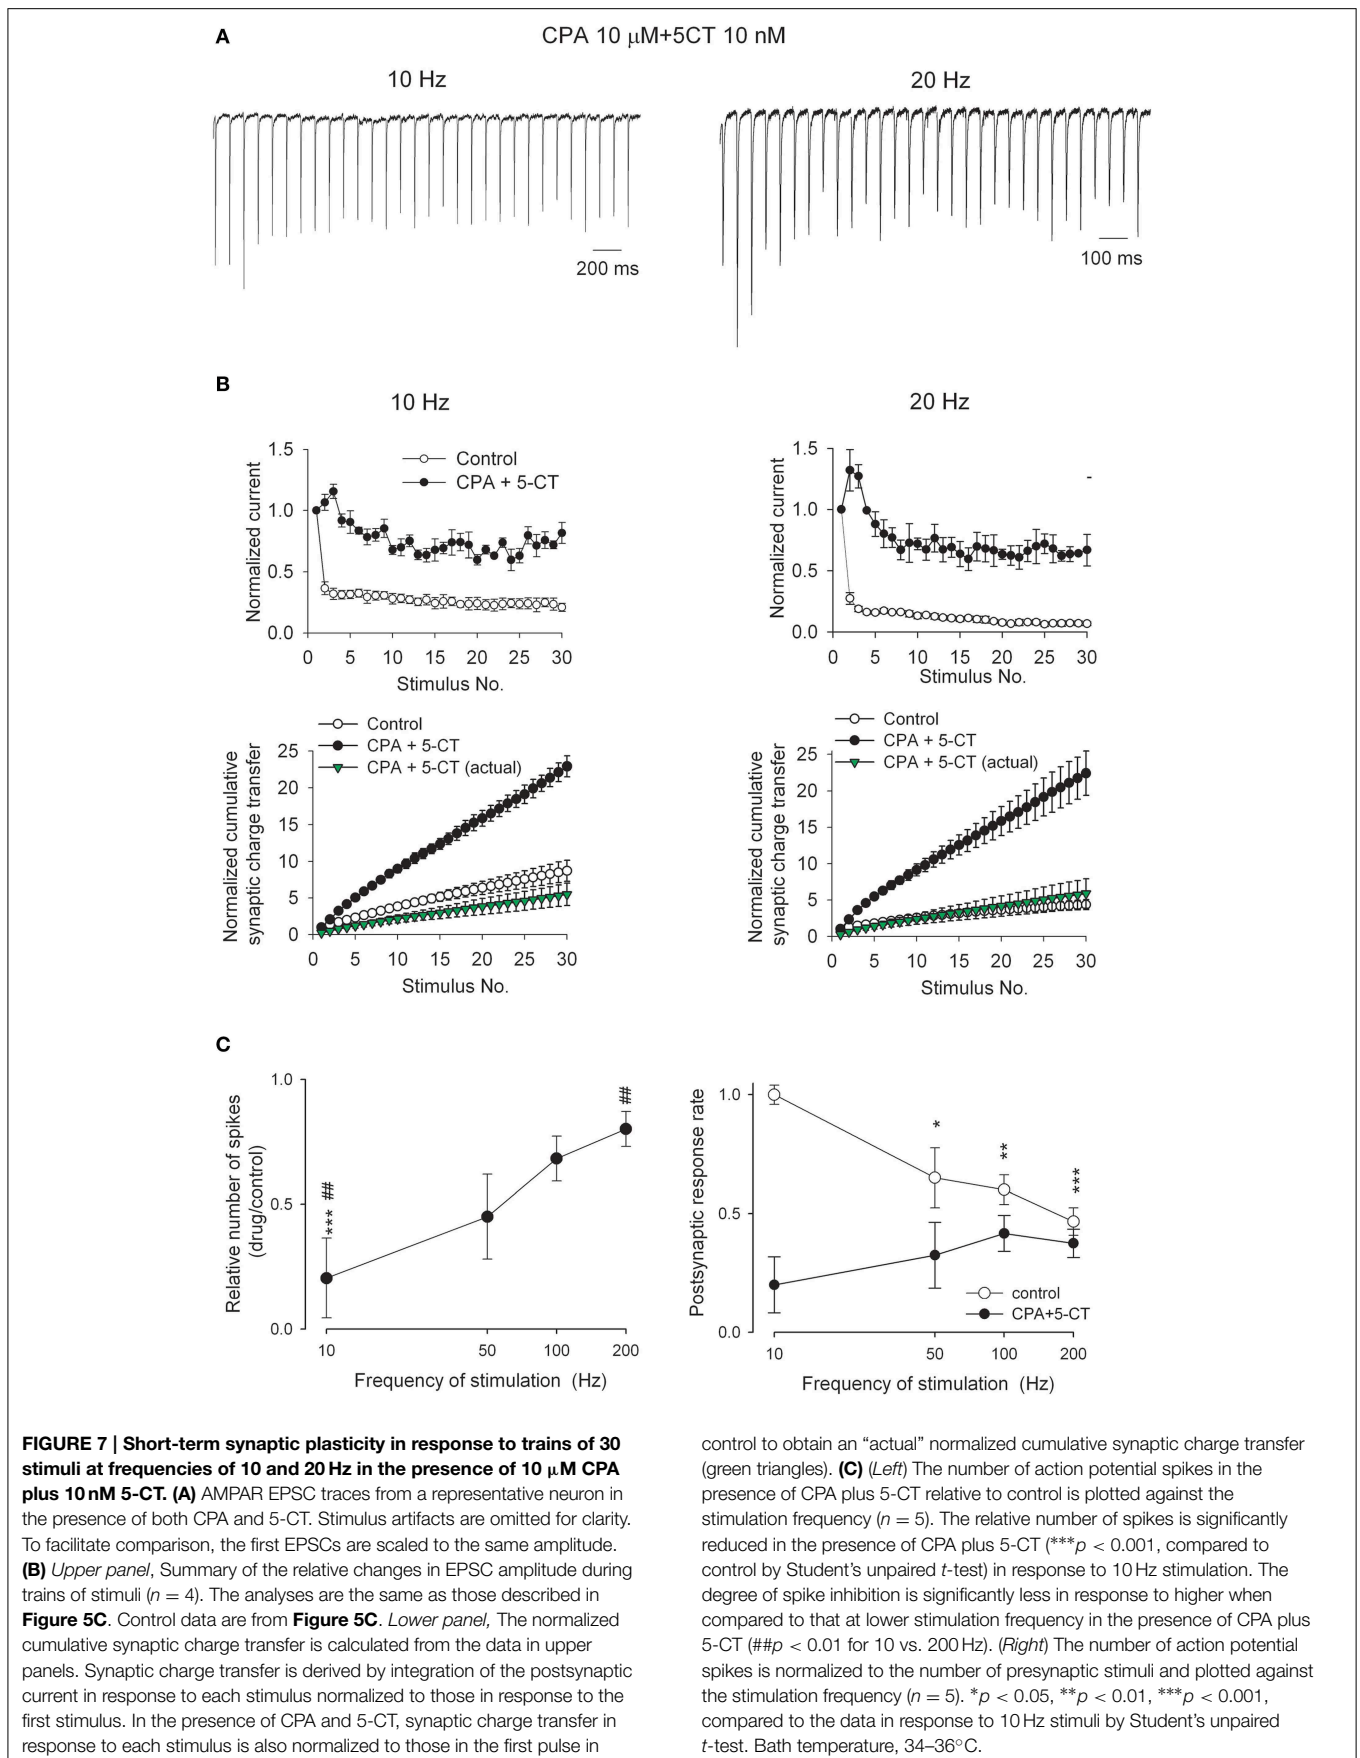 A
CPA 10 μM+5CT 10 nM
10 Hz
20 Hz
200 ms
100 ms
B
10 Hz
20 Hz
Normalized current
1.5
1.0
0.5
0.0
Control
CPA + 5-CT
0 5 10 15 20 25 30
Stimulus No.
Normalized current
1.5
1.0
0.5
0.0
-
0 5 10 15 20 25 30
Stimulus No.
Normalized cumulative
synaptic charge transfer
Control
CPA + 5-CT
CPA + 5-CT (actual)
25
20
15
10
5
0
0 5 10 15 20 25 30
Stimulus No.
Normalized cumulative
synaptic charge transfer
Control
CPA + 5-CT
CPA + 5-CT (actual)
25
20
15
10
5
0
0 5 10 15 20 25 30
Stimulus No.
C
Relative number of spikes
(drug/control)
1.0
0.5
0.0
*** ##
##
10 50 100 200
Frequency of stimulation (Hz)
Postsynaptic response rate
1.0
0.5
0.0
*
**
***
control
CPA+5-CT
10 50 100 200
Frequency of stimulation (Hz)
FIGURE 7 | Short-term synaptic plasticity in response to trains of 30
stimuli at frequencies of 10 and 20 Hz in the presence of 10 μM CPA
plus 10 nM 5-CT. (A) AMPAR EPSC traces from a representative neuron in
the presence of both CPA and 5-CT. Stimulus artifacts are omitted for clarity.
To facilitate comparison, the first EPSCs are scaled to the same amplitude.
(B) Upper panel, Summary of the relative changes in EPSC amplitude during
trains of stimuli (n = 4). The analyses are the same as those described in
Figure 5C. Control data are from Figure 5C. Lower panel, The normalized
cumulative synaptic charge transfer is calculated from the data in upper
panels. Synaptic charge transfer is derived by integration of the postsynaptic
current in response to each stimulus normalized to those in response to the
first stimulus. In the presence of CPA and 5-CT, synaptic charge transfer in
response to each stimulus is also normalized to those in the first pulse in
control to obtain an “actual” normalized cumulative synaptic charge transfer
(green triangles). (C) (Left) The number of action potential spikes in the
presence of CPA plus 5-CT relative to control is plotted against the
stimulation frequency (n = 5). The relative number of spikes is significantly
reduced in the presence of CPA plus 5-CT (***p < 0.001, compared to
control by Student’s unpaired t-test) in response to 10 Hz stimulation. The
degree of spike inhibition is significantly less in response to higher when
compared to that at lower stimulation frequency in the presence of CPA plus
5-CT (##p < 0.01 for 10 vs. 200 Hz). (Right) The number of action potential
spikes is normalized to the number of presynaptic stimuli and plotted against
the stimulation frequency (n = 5). *p < 0.05, **p < 0.01, ***p < 0.001,
compared to the data in response to 10 Hz stimuli by Student’s unpaired
t-test. Bath temperature, 34–36°C.